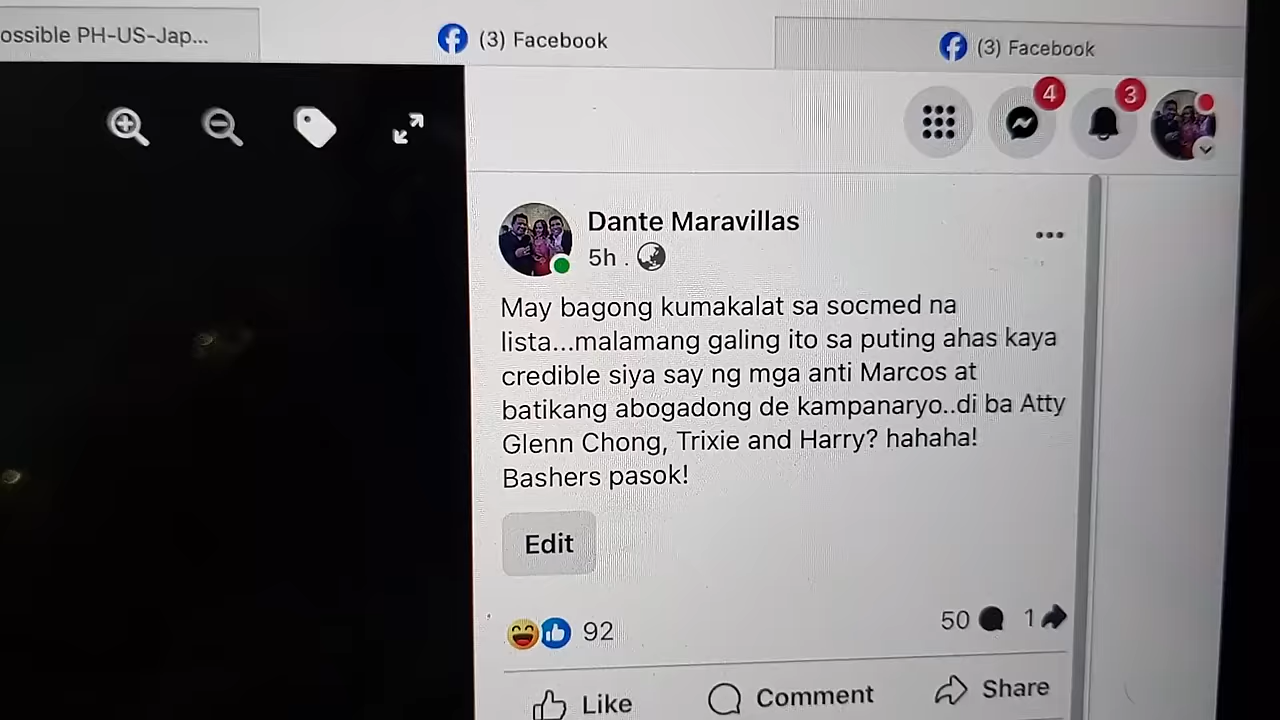 ossible PH-US-Jap...
(3) Facebook
(3) Facebook
4
3
Dante Maravillas
5h .
May bagong kumakalat sa socmed na
lista...malamang galing ito sa puting ahas kaya
credible siya say ng mga anti Marcos at
batikang abogadong de kampanaryo..di ba Atty
Glenn Chong, Trixie and Harry? hahaha!
Bashers pasok!
Edit
92
50
1
Like
Comment
Share